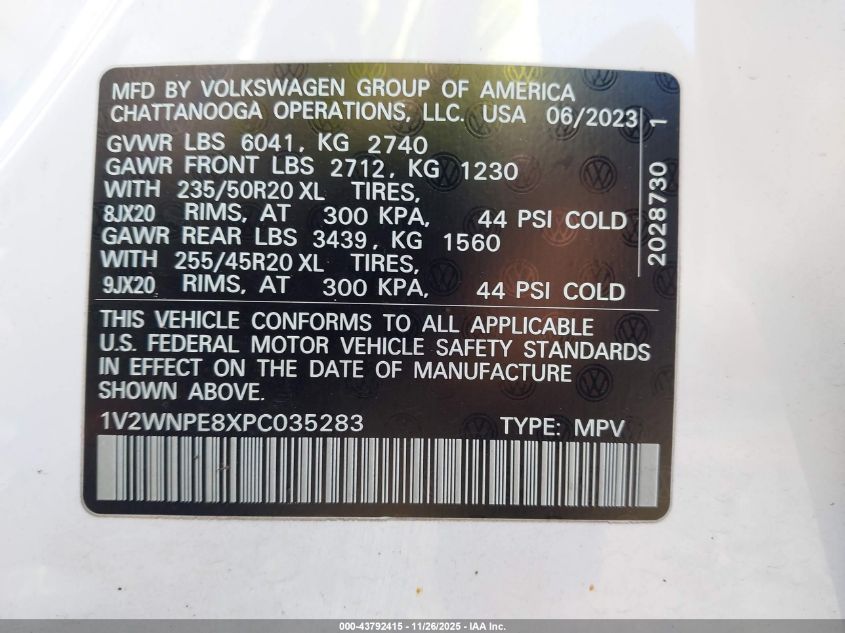 MFD BY VOLKSWAGEN GROUP OF AMERICA
CHATTANOOGA OPERATIONS, LLC. USA 06/2023
GVWR LBS 6041, KG 2740
GAWR FRONT LBS 2712, KG 1230
WITH 235/50R20 XL TIRES,
8JX20 RIMS, AT 300 KPA, 44 PSI COLD
GAWR REAR LBS 3439, KG 1560
WITH 255/45R20 XL TIRES,
9JX20 RIMS, AT 300 KPA, 44 PSI COLD
2028730 1
THIS VEHICLE CONFORMS TO ALL APPLICABLE
U.S. FEDERAL MOTOR VEHICLE SAFETY STANDARDS
IN EFFECT ON THE DATE OF MANUFACTURE
SHOWN ABOVE.
1V2WNPE8XPC035283 TYPE: MPV
000-43792415 - 11/26/2025 - IAA Inc.